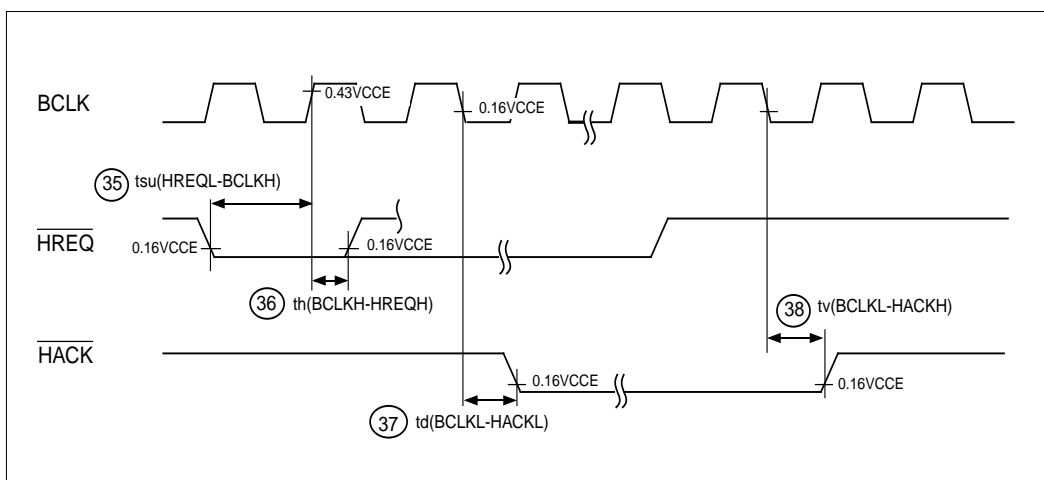 BCLK
0.43VCCE
0.16VCCE
35 tsu(HREQL-BCLKH)
HREQ
0.16VCCE
0.16VCCE
36 th(BCLKH-HREQH)
38 tv(BCLKL-HACKH)
HACK
0.16VCCE
0.16VCCE
37 td(BCLKL-HACKL)